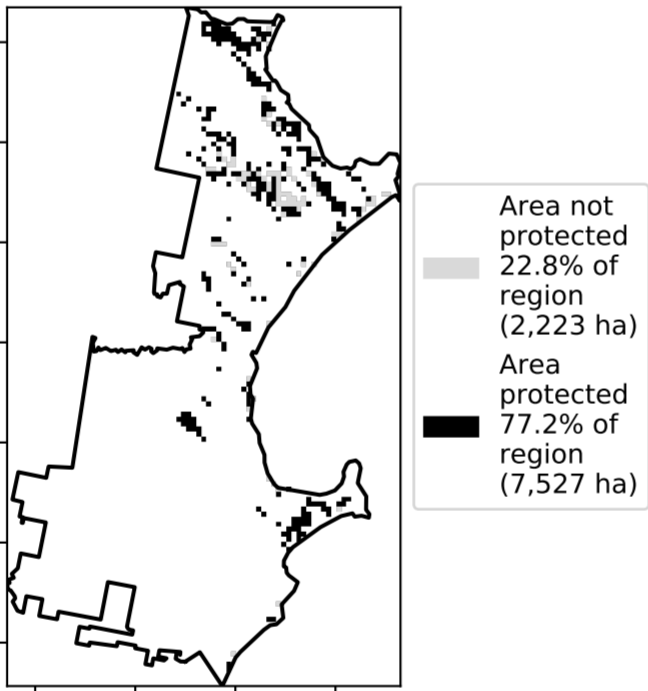 Area not
protected
22.8% of
region
(2,223 ha)
Area
protected
77.2% of
region
(7,527 ha)